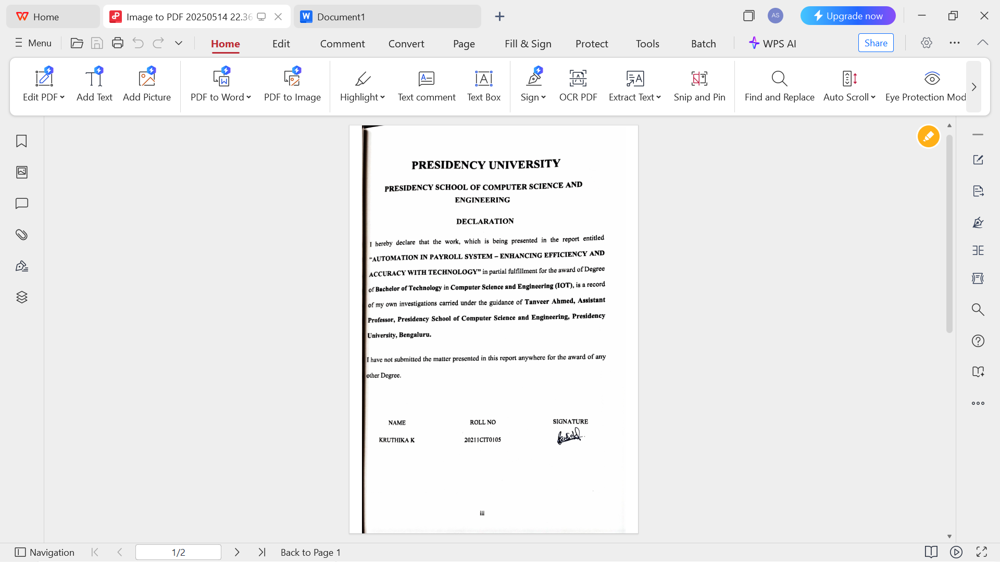 Home
Image to PDF 20250514 22.36
Document1
AS
Upgrade now
Menu
Home
Edit
Comment
Convert
Page
Fill & Sign
Protect
Tools
Batch
WPS AI
Share
Edit PDF
Add Text
Add Picture
PDF to Word
PDF to Image
Highlight
Text comment
Text Box
Sign
OCR PDF
Extract Text
Snip and Pin
Find and Replace
Auto Scroll
Eye Protection Mod
PRESIDENCY UNIVERSITY
PRESIDENCY SCHOOL OF COMPUTER SCIENCE AND
ENGINEERING
DECLARATION
I hereby declare that the work, which is being presented in the report entitled
“AUTOMATION IN PAYROLL SYSTEM – ENHANCING EFFICIENCY AND
ACCURACY WITH TECHNOLOGY” in partial fulfillment for the award of Degree
of Bachelor of Technology in Computer Science and Engineering (IOT), is a record
of my own investigations carried under the guidance of Tanveer Ahmed, Assistant
Professor, Presidency School of Computer Science and Engineering, Presidency
University, Bengaluru.
I have not submitted the matter presented in this report anywhere for the award of any
other Degree.
NAME ROLL NO SIGNATURE
KRUTHIKA K 20211CIT0105
iii
Navigation
1/2
Back to Page 1